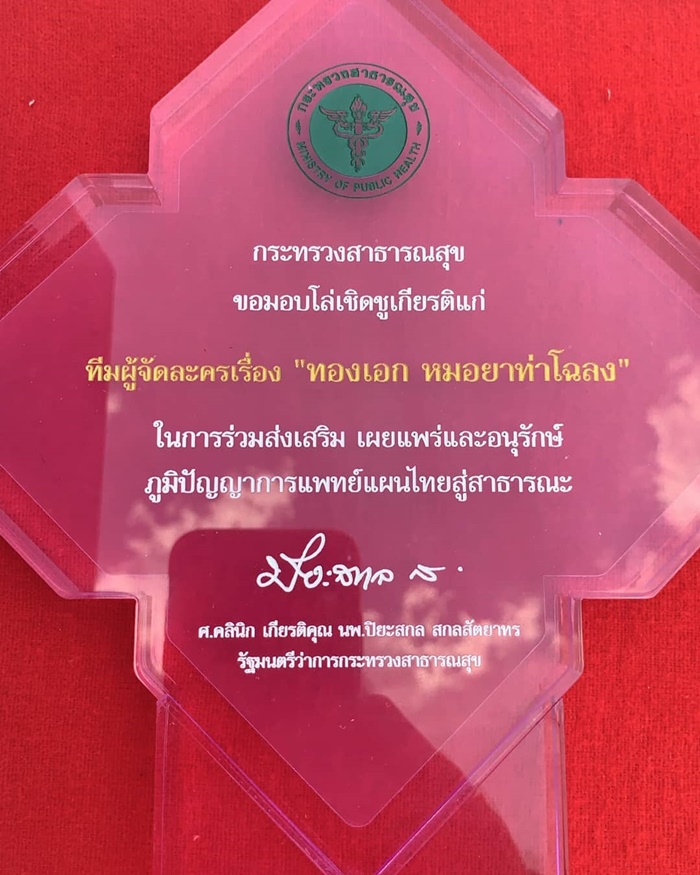 กระทรวงสาธารณสุข
MINISTRY OF PUBLIC HEALTH
กระทรวงสาธารณสุข
ขอมอบโล่เชิดชูเกียรติแก่
ทีมผู้จัดละครเรื่อง "ทองเอก หมอยาท่าโฉลง"
ในการร่วมส่งเสริม เผยแพร่และอนุรักษ์
ภูมิปัญญาการแพทย์แผนไทยสู่สาธารณะ
ปิยะสกล ส.
ศ.คลินิก เกียรติคุณ นพ.ปิยะสกล สกลสัตยาทร
รัฐมนตรีว่าการกระทรวงสาธารณสุข